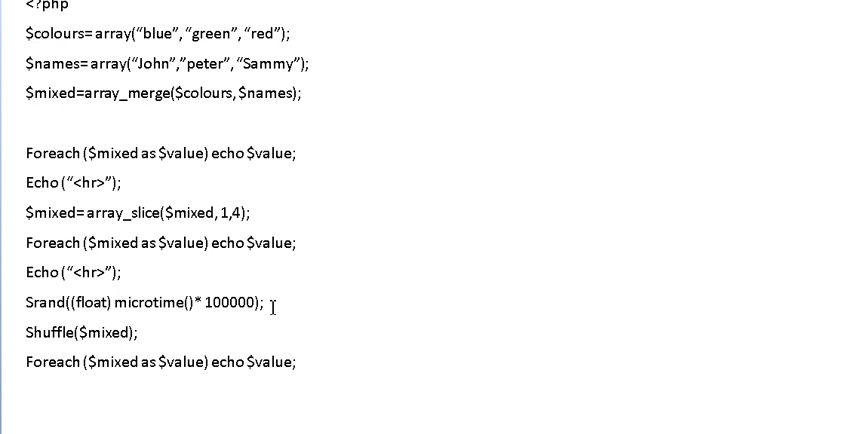 <?php
$colours= array(“blue”, “green”, “red”);
$names= array(“John”,”peter”, “Sammy”);
$mixed=array_merge($colours, $names);
Foreach ($mixed as $value) echo $value;
Echo (“<hr>”);
$mixed= array_slice($mixed, 1,4);
Foreach ($mixed as $value) echo $value;
Echo (“<hr>”);
Srand((float) microtime()* 100000);
Shuffle($mixed);
Foreach ($mixed as $value) echo $value;